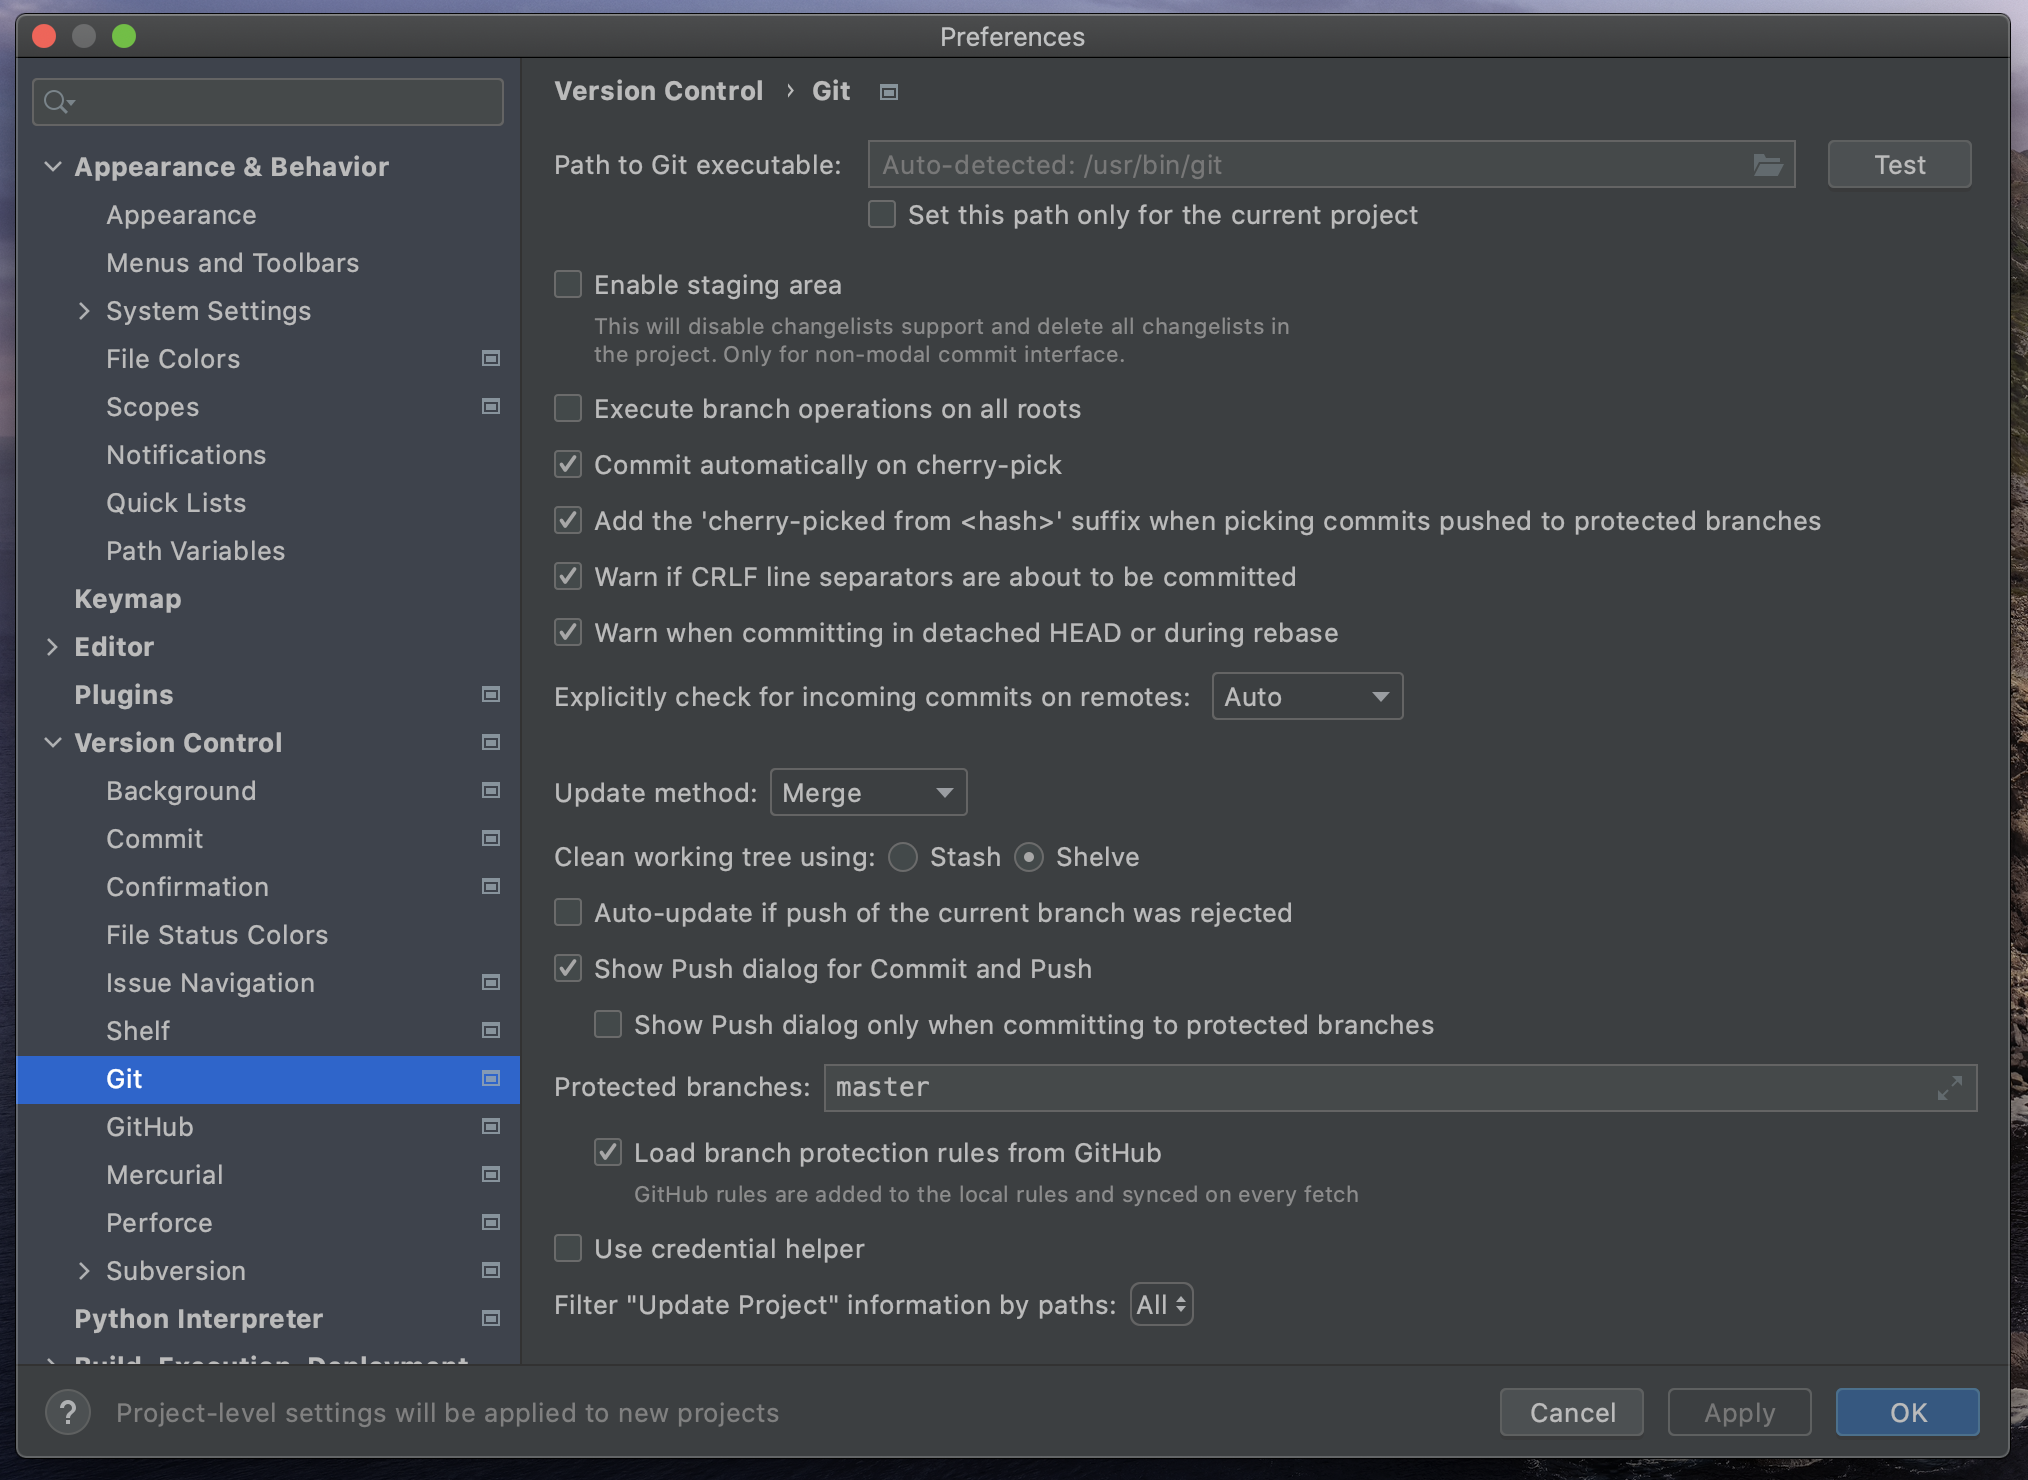 Preferences
Appearance & Behavior
Appearance
Menus and Toolbars
System Settings
File Colors
Scopes
Notifications
Quick Lists
Path Variables
Keymap
Editor
Plugins
Version Control
Background
Commit
Confirmation
File Status Colors
Issue Navigation
Shelf
Git
GitHub
Mercurial
Perforce
Subversion
Python Interpreter
Build, Execution, Deployment
Version Control › Git
Path to Git executable: Auto-detected: /usr/bin/git Test
Set this path only for the current project
Enable staging area
This will disable changelists support and delete all changelists in
the project. Only for non-modal commit interface.
Execute branch operations on all roots
Commit automatically on cherry-pick
Add the 'cherry-picked from <hash>' suffix when picking commits pushed to protected branches
Warn if CRLF line separators are about to be committed
Warn when committing in detached HEAD or during rebase
Explicitly check for incoming commits on remotes: Auto
Update method: Merge
Clean working tree using: Stash Shelve
Auto-update if push of the current branch was rejected
Show Push dialog for Commit and Push
Show Push dialog only when committing to protected branches
Protected branches: master
Load branch protection rules from GitHub
GitHub rules are added to the local rules and synced on every fetch
Use credential helper
Filter "Update Project" information by paths: All
? Project-level settings will be applied to new projects
Cancel Apply OK